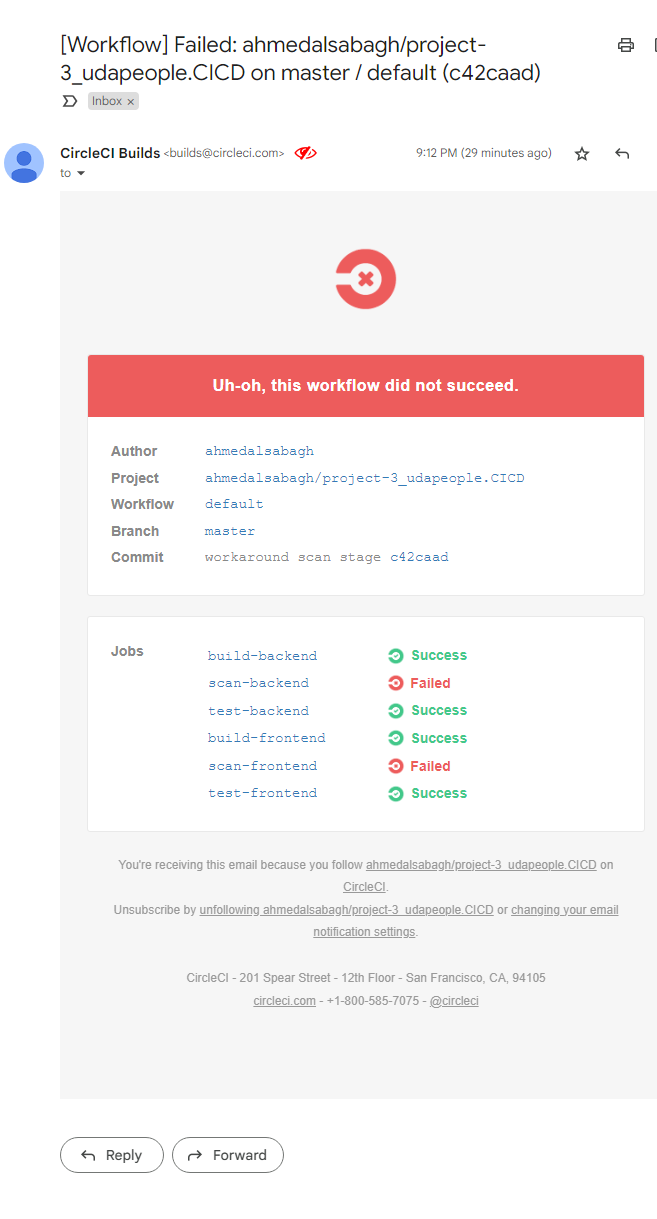 [Workflow] Failed: ahmedalsabagh/project-
3_udapeople.CICD on master / default (c42caad)
Inbox ×
CircleCI Builds <builds@circleci.com> 9:12 PM (29 minutes ago)
to
Uh-oh, this workflow did not succeed.
Author ahmedalsabagh
Project ahmedalsabagh/project-3_udapeople.CICD
Workflow default
Branch master
Commit workaround scan stage c42caad
Jobs
build-backend Success
scan-backend Failed
test-backend Success
build-frontend Success
scan-frontend Failed
test-frontend Success
You're receiving this email because you follow ahmedalsabagh/project-3_udapeople.CICD on
CircleCI.
Unsubscribe by unfollowing ahmedalsabagh/project-3_udapeople.CICD or changing your email
notification settings.
CircleCI - 201 Spear Street - 12th Floor - San Francisco, CA, 94105
circleci.com - +1-800-585-7075 - @circleci
Reply Forward